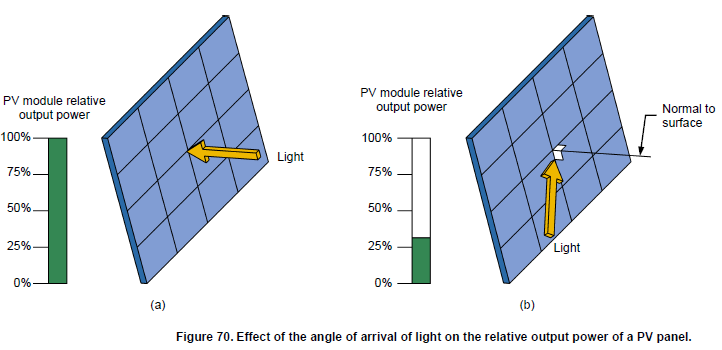 PV module relative
output power
100%
75%
50%
25%
0%
Light
(a)
PV module relative
output power
100%
75%
50%
25%
0%
Normal to
surface
Light
(b)
Figure 70. Effect of the angle of arrival of light on the relative output power of a PV panel.